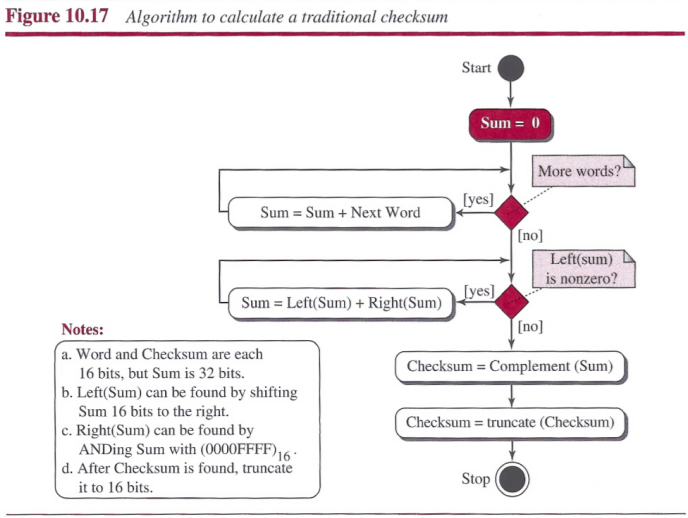 Figure 10.17 Algorithm to calculate a traditional checksum
Start
Sum = 0
More words?
[yes]
Sum = Sum + Next Word
[no]
Left(sum)
is nonzero?
[yes]
Sum = Left(Sum) + Right(Sum)
[no]
Notes:
a. Word and Checksum are each
16 bits, but Sum is 32 bits.
b. Left(Sum) can be found by shifting
Sum 16 bits to the right.
c. Right(Sum) can be found by
ANDing Sum with (0000FFFF)16.
d. After Checksum is found, truncate
it to 16 bits.
Checksum = Complement (Sum)
Checksum = truncate (Checksum)
Stop